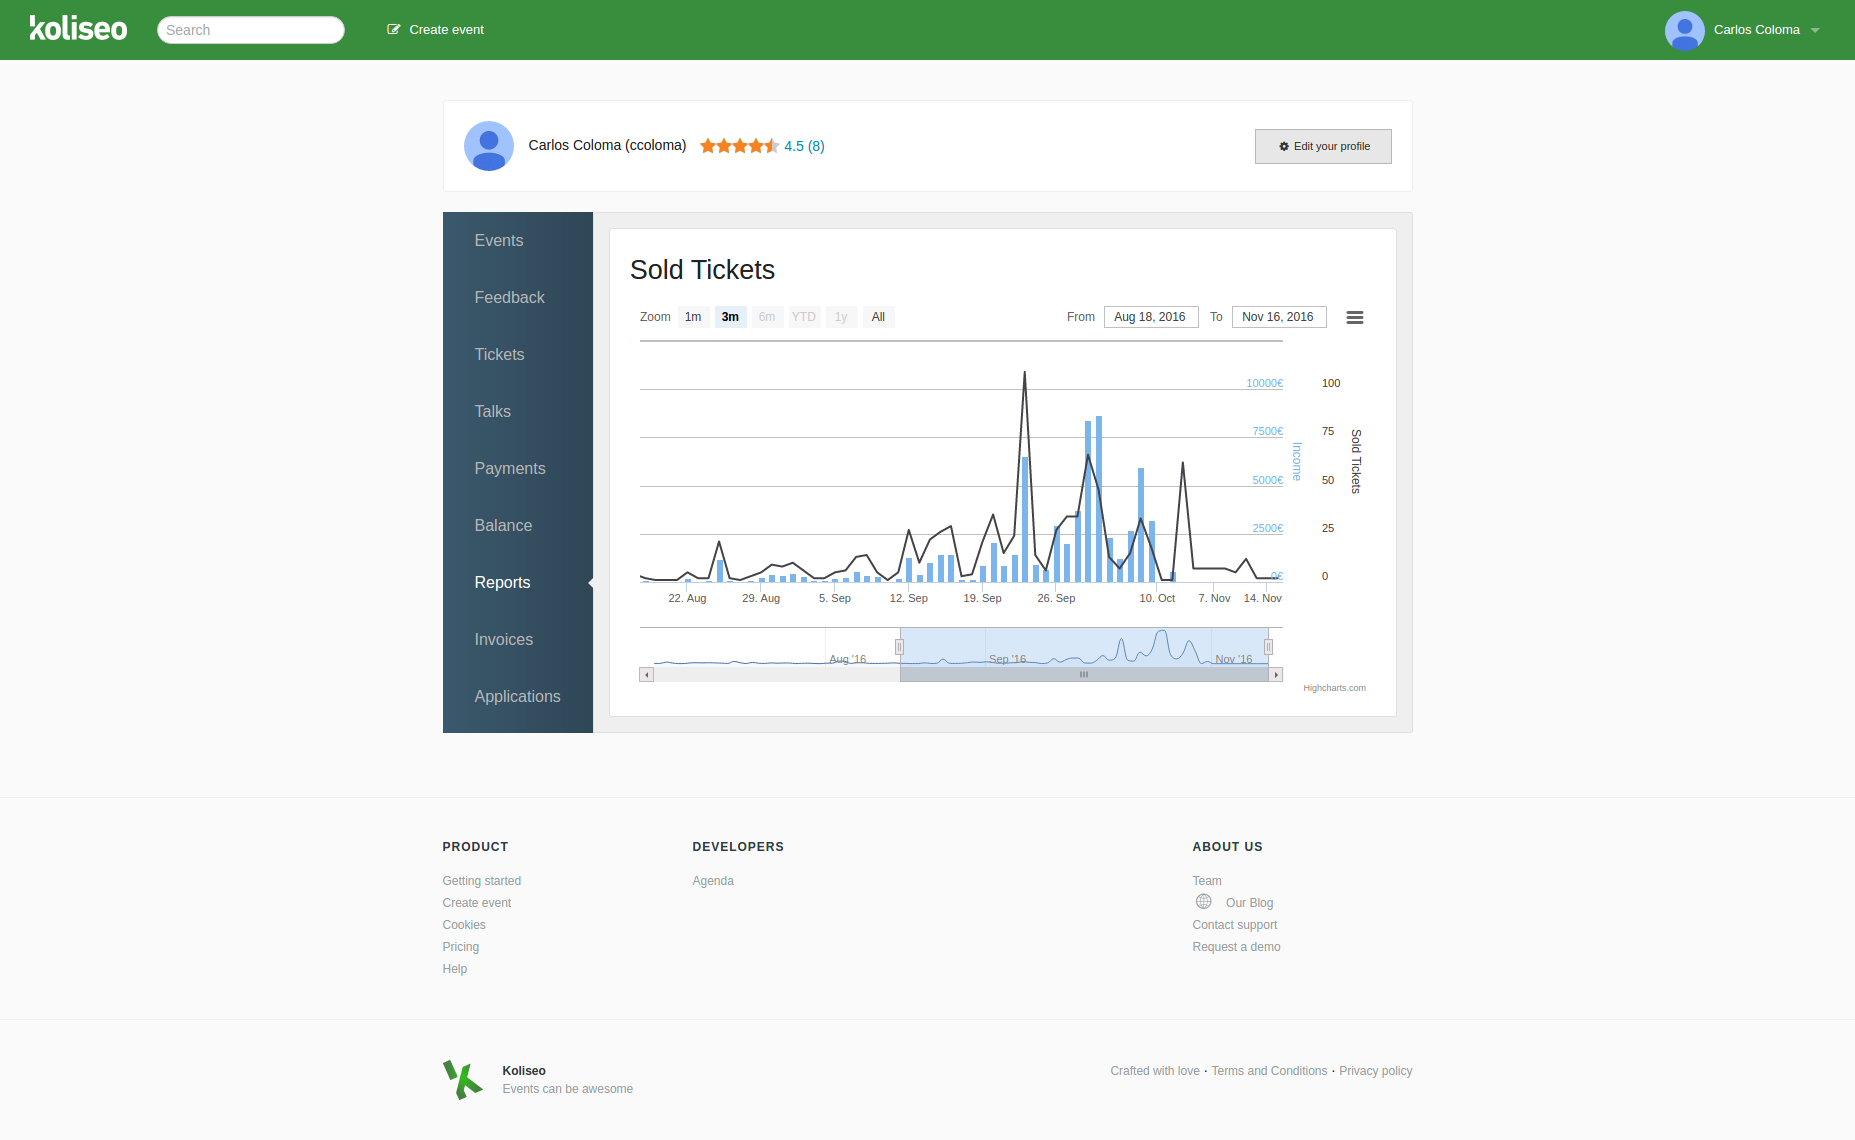 koliseo Search Create event Carlos Coloma
Carlos Coloma (ccoloma) 4.5 (8) Edit your profile
Events
Feedback
Tickets
Talks
Payments
Balance
Reports
Invoices
Applications
Sold Tickets
Zoom 1m 3m 6m YTD 1y All From Aug 18, 2016 To Nov 16, 2016
10000€ 100
7500€ 75
5000€ 50
2500€ 25
0€ 0
Income
Sold Tickets
22. Aug 29. Aug 5. Sep 12. Sep 19. Sep 26. Sep 10. Oct 7. Nov 14. Nov
Aug '16 Sep '16 Nov '16
Highcharts.com
PRODUCT
Getting started
Create event
Cookies
Pricing
Help
DEVELOPERS
Agenda
ABOUT US
Team
Our Blog
Contact support
Request a demo
Koliseo
Events can be awesome
Crafted with love · Terms and Conditions · Privacy policy